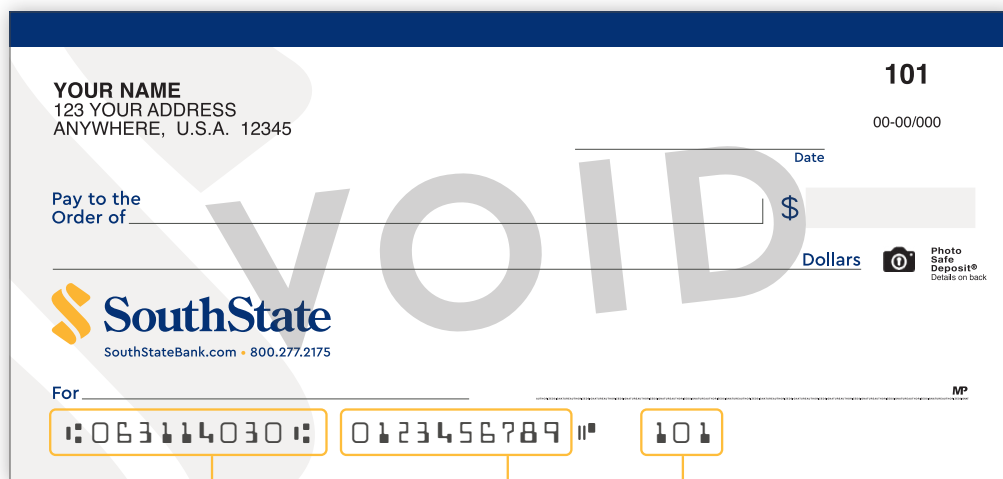 101
YOUR NAME
123 YOUR ADDRESS
ANYWHERE, U.S.A. 12345
00-00/000
Date
VOID
Pay to the
Order of
$
Dollars
Photo
Safe
Deposit®
Details on back
SouthState
SouthStateBank.com • 800.277.2175
For
MP
⑆063114030⑆ 0123456789⑈ 101